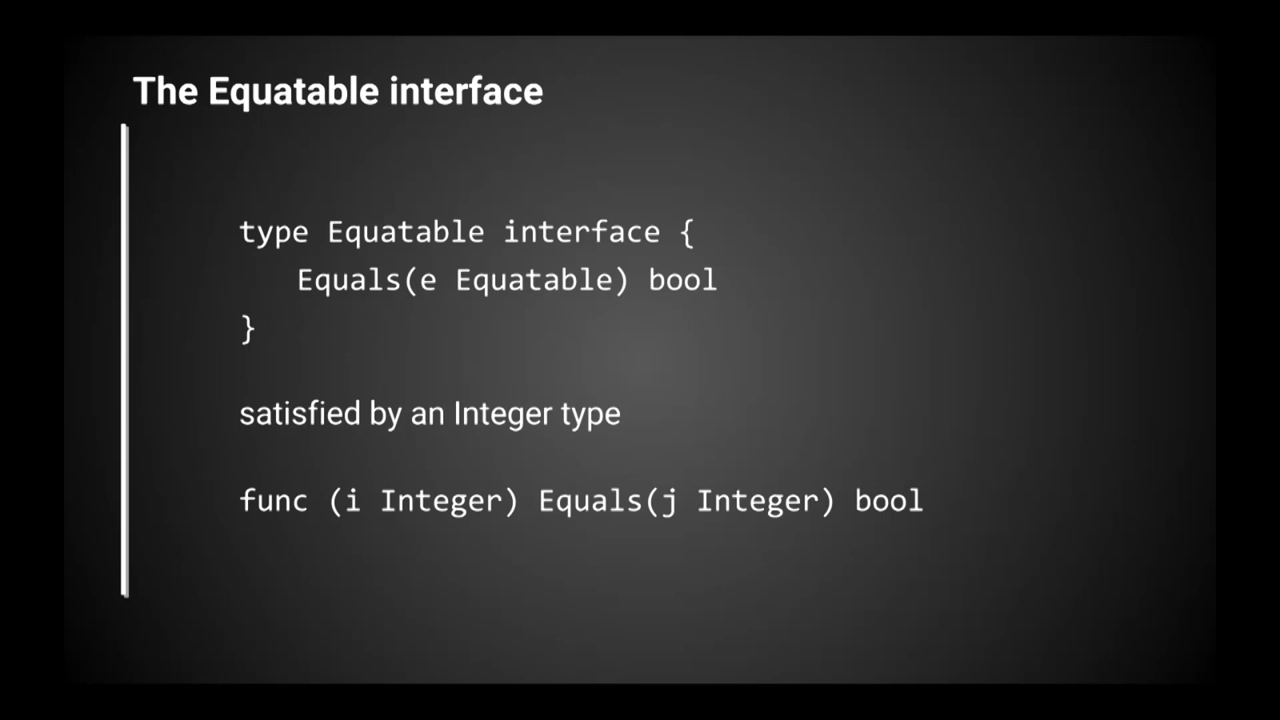 The Equatable interface
type Equatable interface {
Equals(e Equatable) bool
}
satisfied by an Integer type
func (i Integer) Equals(j Integer) bool